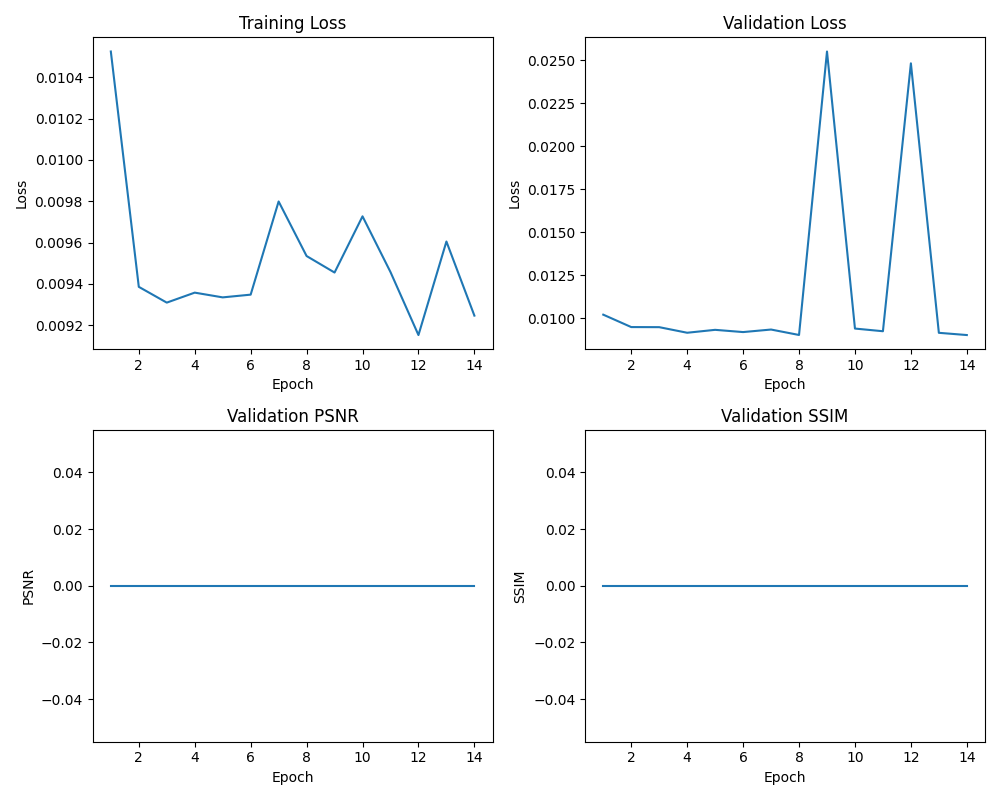 Training Loss
Loss
0.0104
0.0102
0.0100
0.0098
0.0096
0.0094
0.0092
2 4 6 8 10 12 14
Epoch
Validation Loss
Loss
0.0250
0.0225
0.0200
0.0175
0.0150
0.0125
0.0100
2 4 6 8 10 12 14
Epoch
Validation PSNR
PSNR
0.04
0.02
0.00
−0.02
−0.04
2 4 6 8 10 12 14
Epoch
Validation SSIM
SSIM
0.04
0.02
0.00
−0.02
−0.04
2 4 6 8 10 12 14
Epoch